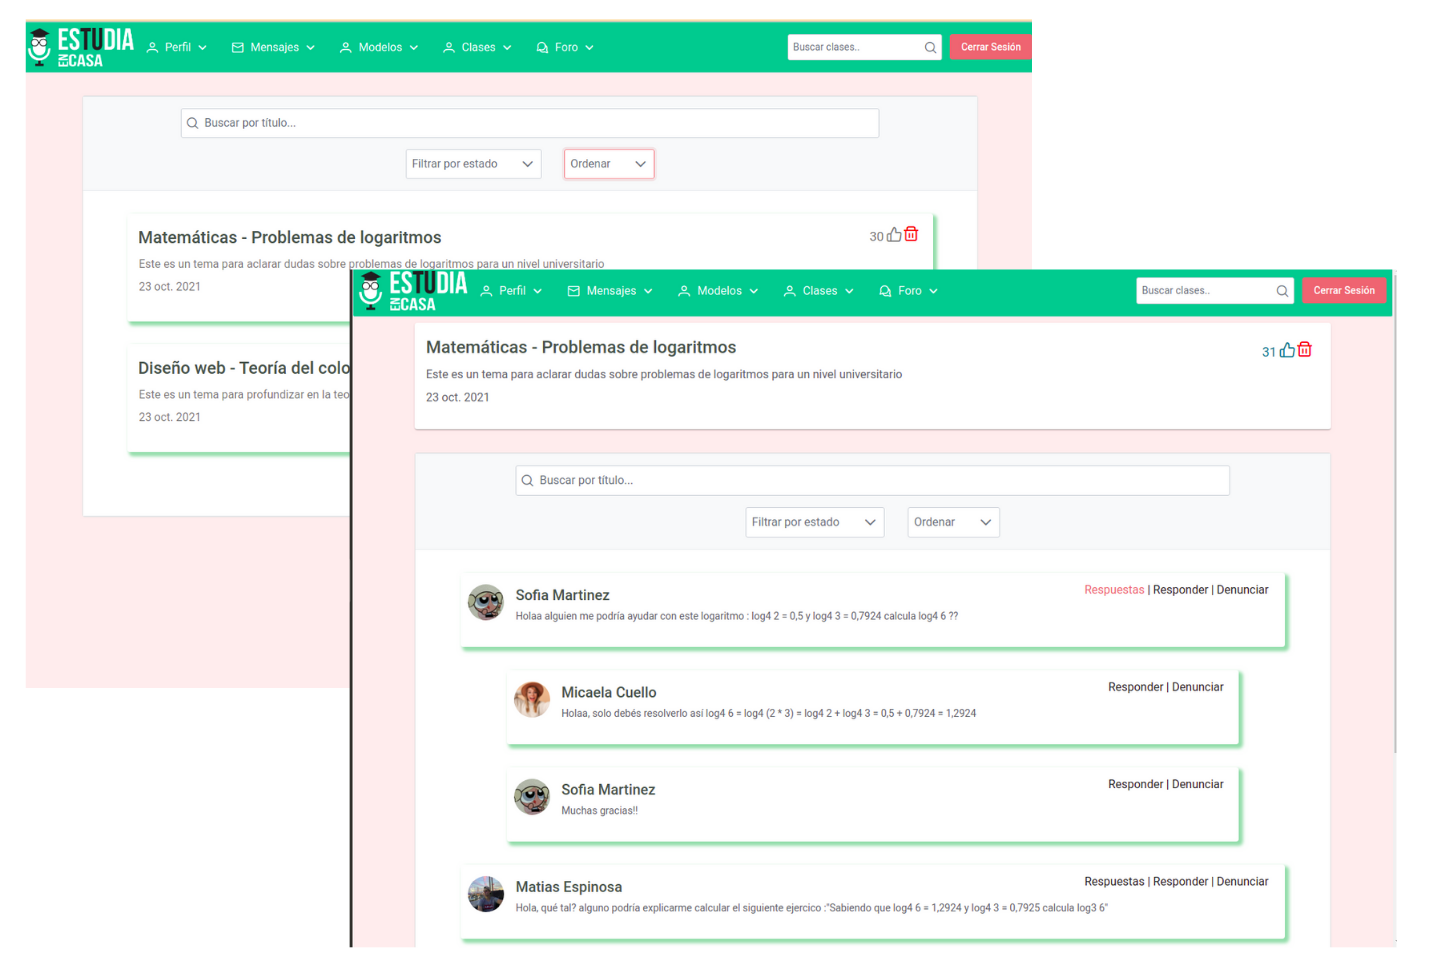 ESTUDIA
EN CASA
Perfil
Mensajes
Modelos
Clases
Foro
Buscar clases..
Cerrar Sesión
Buscar por título...
Filtrar por estado
Ordenar
Matemáticas - Problemas de logaritmos
30
Este es un tema para aclarar dudas sobre problemas de logaritmos para un nivel universitario
23 oct. 2021
Diseño web - Teoría del colo
Este es un tema para profundizar en la teo
23 oct. 2021
ESTUDIA
EN CASA
Perfil
Mensajes
Modelos
Clases
Foro
Buscar clases..
Cerrar Sesión
Matemáticas - Problemas de logaritmos
31
Este es un tema para aclarar dudas sobre problemas de logaritmos para un nivel universitario
23 oct. 2021
Buscar por título...
Filtrar por estado
Ordenar
Sofia Martinez
Respuestas | Responder | Denunciar
Holaa alguien me podría ayudar con este logaritmo : log4 2 = 0,5 y log4 3 = 0,7924 calcula log4 6 ??
Micaela Cuello
Responder | Denunciar
Holaa, solo debés resolverlo así log4 6 = log4 (2 * 3) = log4 2 + log4 3 = 0,5 + 0,7924 = 1,2924
Sofia Martinez
Responder | Denunciar
Muchas gracias!!
Matias Espinosa
Respuestas | Responder | Denunciar
Hola, qué tal? alguno podría explicarme calcular el siguiente ejercico :"Sabiendo que log4 6 = 1,2924 y log4 3 = 0,7925 calcula log3 6"